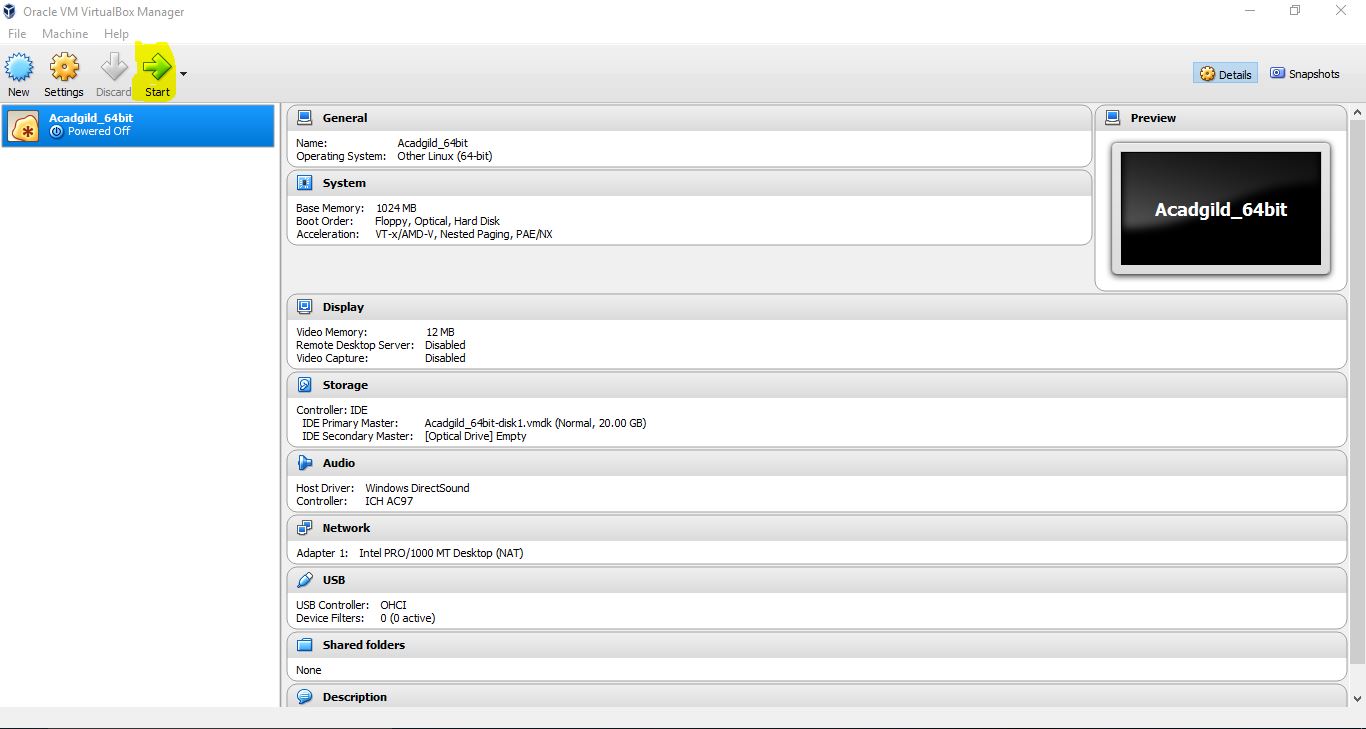 Oracle VM VirtualBox Manager
File Machine Help
New Settings Discard Start Details Snapshots
Acadgild_64bit
Powered Off
General
Name: Acadgild_64bit
Operating System: Other Linux (64-bit)
System
Base Memory: 1024 MB
Boot Order: Floppy, Optical, Hard Disk
Acceleration: VT-x/AMD-V, Nested Paging, PAE/NX
Preview
Acadgild_64bit
Display
Video Memory: 12 MB
Remote Desktop Server: Disabled
Video Capture: Disabled
Storage
Controller: IDE
IDE Primary Master: Acadgild_64bit-disk1.vmdk (Normal, 20.00 GB)
IDE Secondary Master: [Optical Drive] Empty
Audio
Host Driver: Windows DirectSound
Controller: ICH AC97
Network
Adapter 1: Intel PRO/1000 MT Desktop (NAT)
USB
USB Controller: OHCI
Device Filters: 0 (0 active)
Shared folders
None
Description